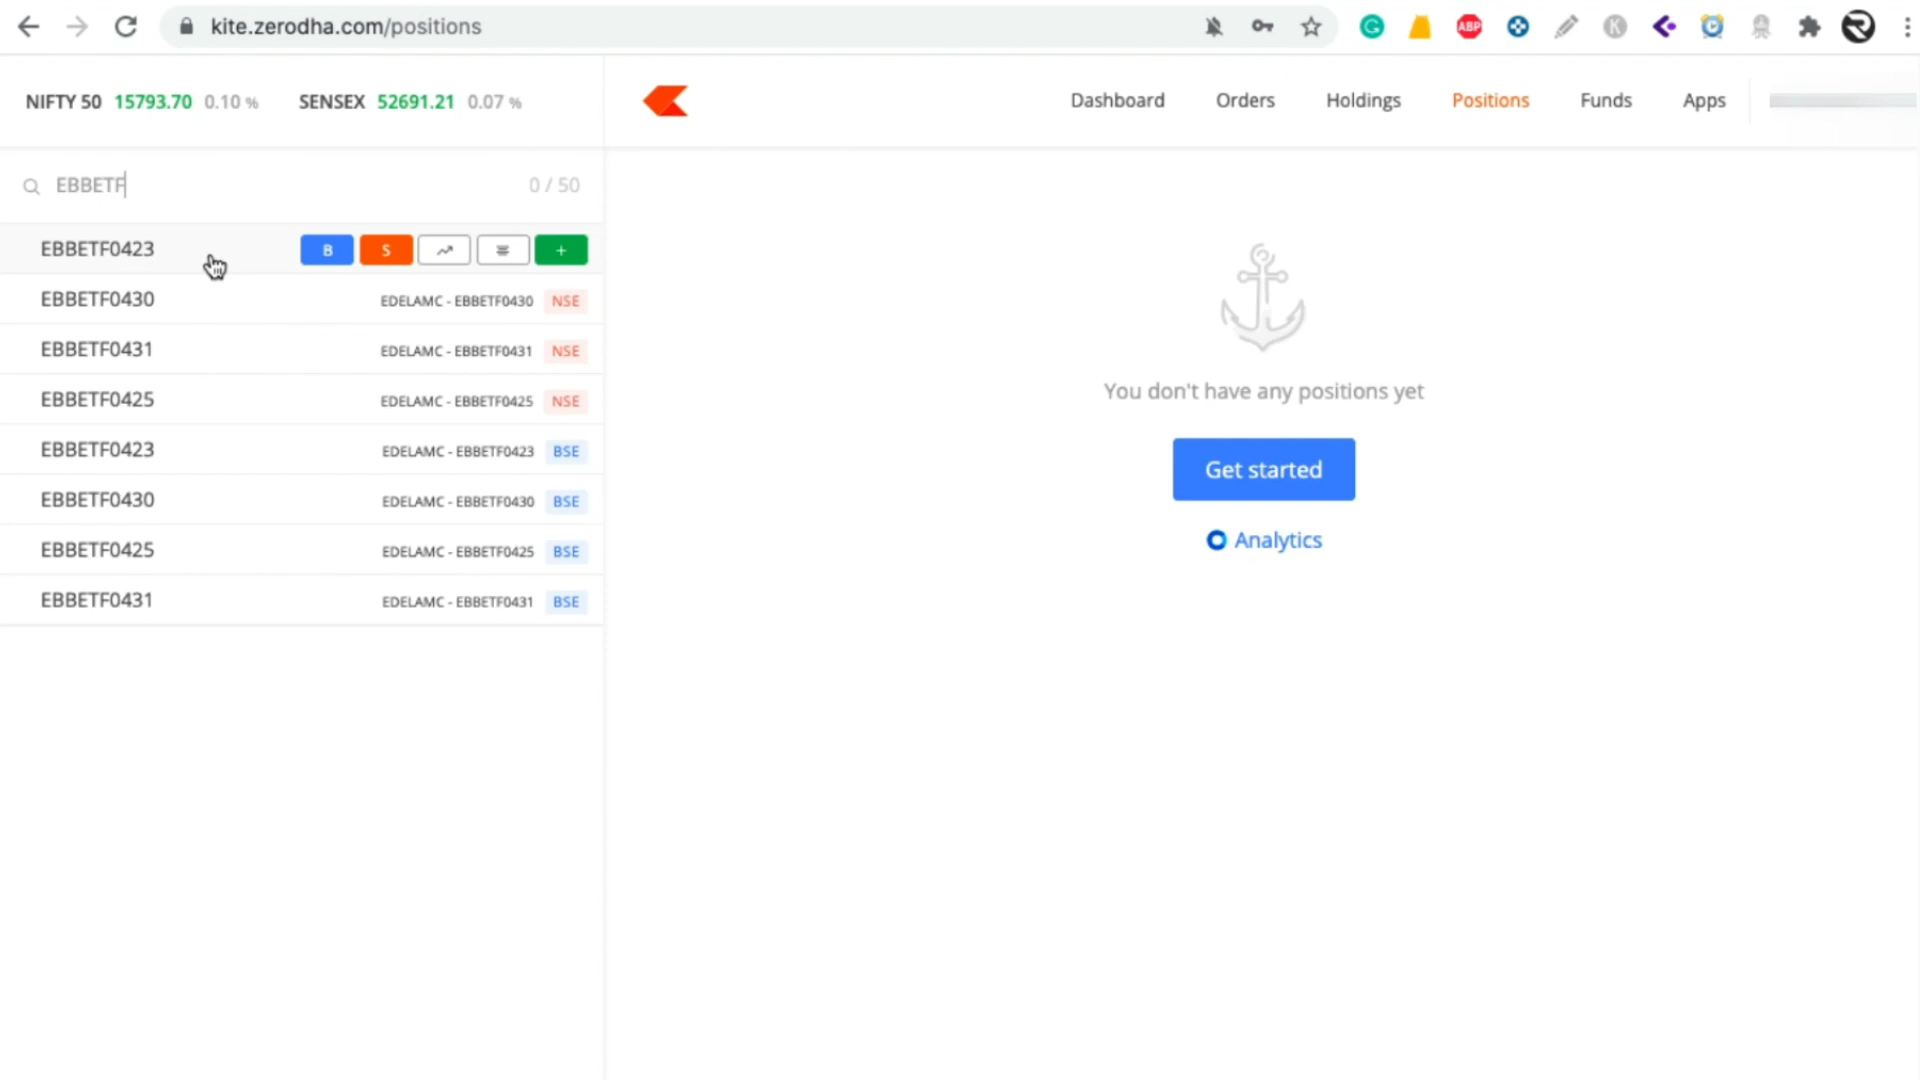 kite.zerodha.com/positions
ABP
K
NIFTY 50 15793.70 0.10 % SENSEX 52691.21 0.07 %
Dashboard Orders Holdings Positions Funds Apps
EBBETF 0 / 50
EBBETF0423 B S +
EBBETF0430 EDELAMC - EBBETF0430 NSE
EBBETF0431 EDELAMC - EBBETF0431 NSE
EBBETF0425 EDELAMC - EBBETF0425 NSE
EBBETF0423 EDELAMC - EBBETF0423 BSE
EBBETF0430 EDELAMC - EBBETF0430 BSE
EBBETF0425 EDELAMC - EBBETF0425 BSE
EBBETF0431 EDELAMC - EBBETF0431 BSE
You don't have any positions yet
Get started
Analytics